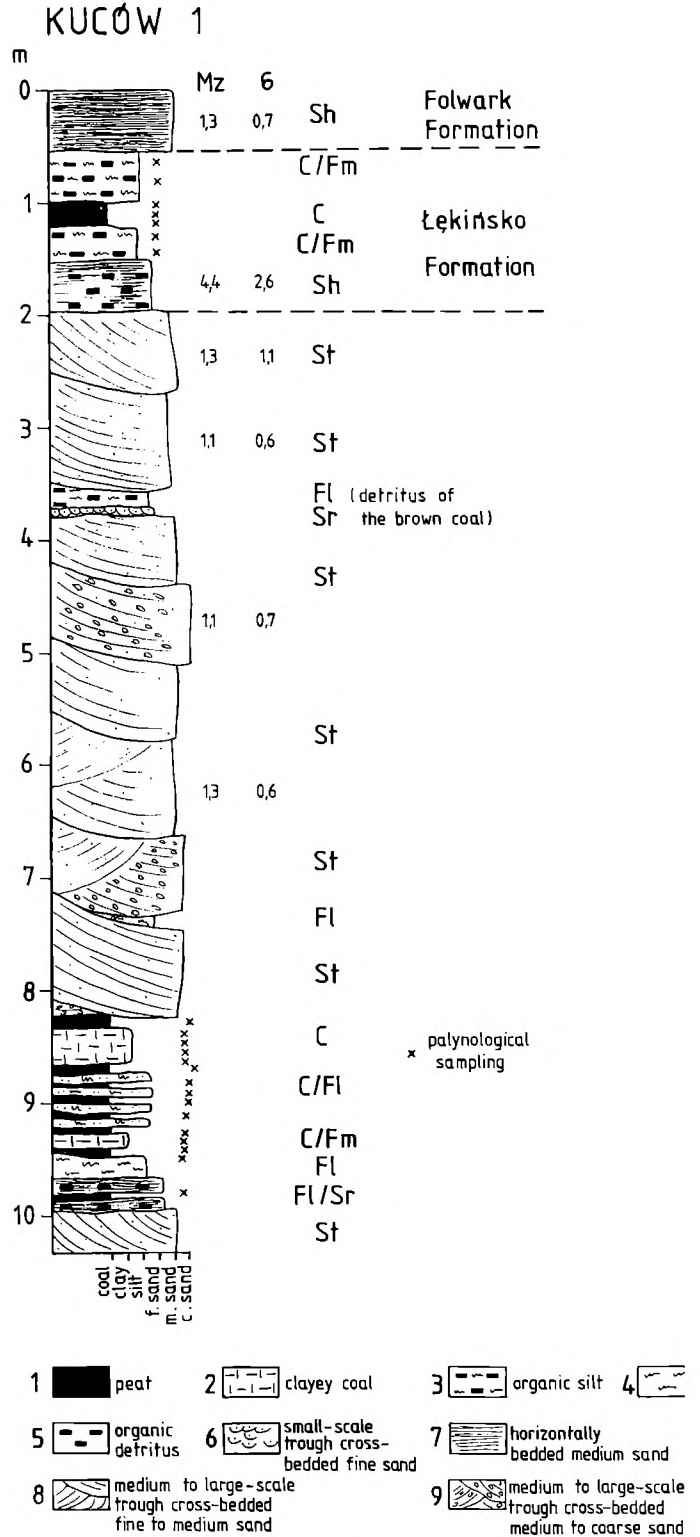 KUCÓW 1
m
Mz 6
0
1,3 0,7 Sh Folwark
Formation
C/Fm
1
C Łękińsko
C/Fm
Formation
4,4 2,6 Sh
2
1,3 1,1 St
3
1,1 0,6 St
Fl (detritus of
Sr the brown coal)
4
St
1,1 0,7
5
St
6
1,3 0,6
St
7
Fl
St
8
C
x palynological
sampling
C/Fl
9
C/Fm
Fl
Fl/Sr
10
St
coal
clay
silt
f. sand
m. sand
c. sand
1 peat
2 clayey coal
3 organic silt
4
5 organic
detritus
6 small-scale
trough cross-
bedded fine sand
7 horizontally
bedded medium sand
8 medium to large-scale
trough cross-bedded
fine to medium sand
9 medium to large-scale
trough cross-bedded
medium to coarse sand